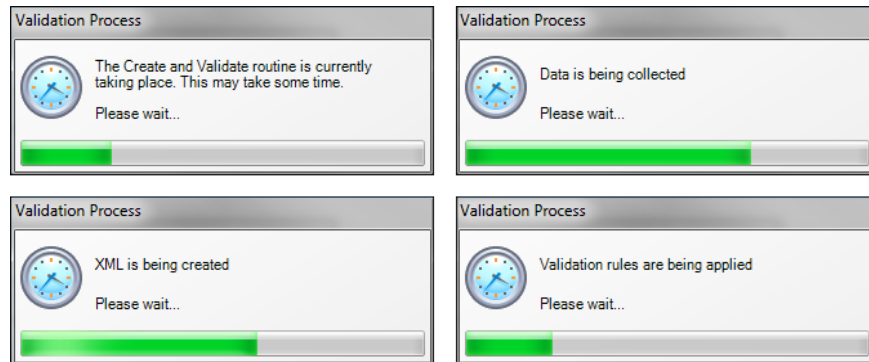 Validation Process
The Create and Validate routine is currently
taking place. This may take some time.
Please wait...
Validation Process
Data is being collected
Please wait...
Validation Process
XML is being created
Please wait...
Validation Process
Validation rules are being applied
Please wait...